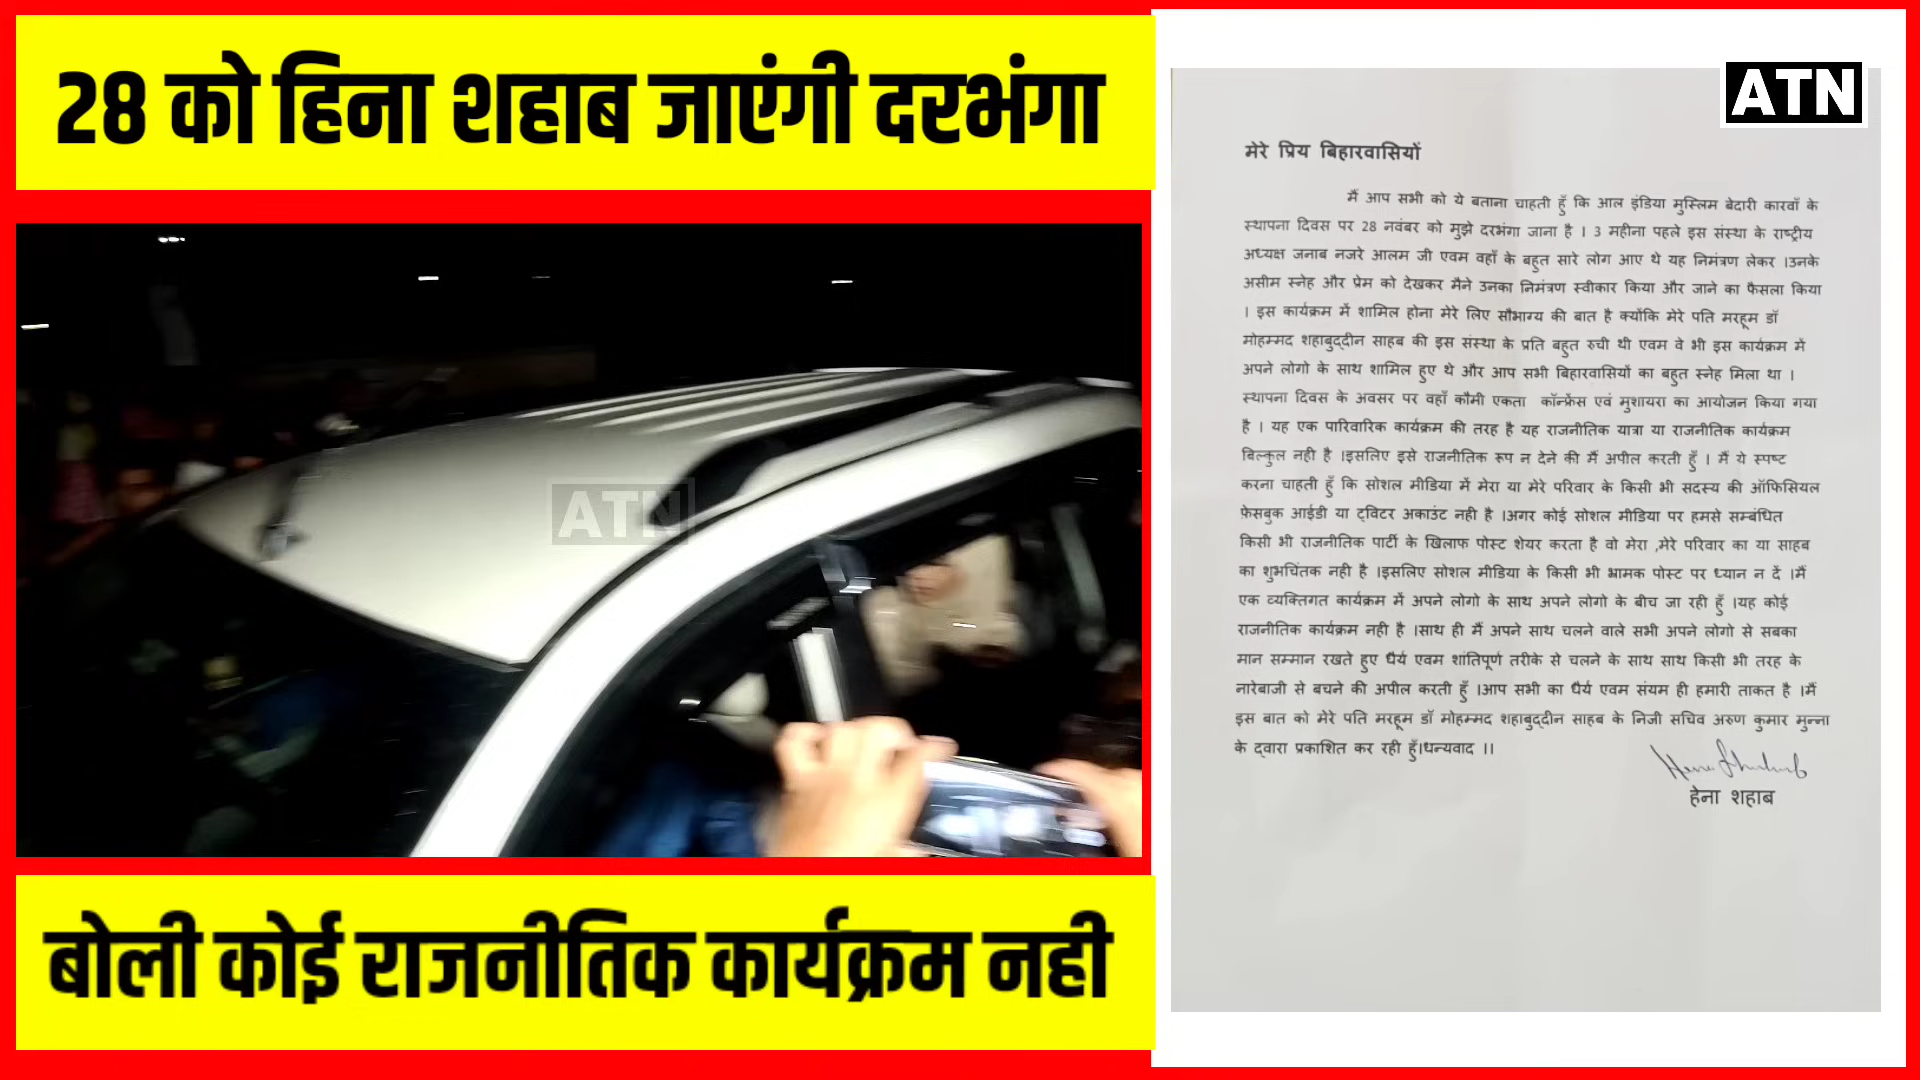 28 को हिना शहाब जाएंगी दरभंगा
ATN
बोली कोई राजनीतिक कार्यक्रम नही
ATN
मेरे प्रिय बिहारवासियों
मैं आप सभी को ये बताना चाहती हूँ कि आल इंडिया मुस्लिम बेदारी कारवाँ के
स्थापना दिवस पर 28 नवंबर को मुझे दरभंगा जाना है । 3 महीना पहले इस संस्था के राष्ट्रीय
अध्यक्ष जनाब नजरे आलम जी एवम वहाँ के बहुत सारे लोग आए थे यह निमंत्रण लेकर ।उनके
असीम स्नेह और प्रेम को देखकर मैने उनका निमंत्रण स्वीकार किया और जाने का फैसला किया
। इस कार्यक्रम में शामिल होना मेरे लिए सौभाग्य की बात है क्योंकि मेरे पति मरहूम डॉ
मोहम्मद शहाबुद्दीन साहब की इस संस्था के प्रति बहुत रुची थी एवम वे भी इस कार्यक्रम में
अपने लोगो के साथ शामिल हुए थे और आप सभी बिहारवासियों का बहुत स्नेह मिला था ।
स्थापना दिवस के अवसर पर वहाँ कौमी एकता कॉन्फ्रेंस एवं मुशायरा का आयोजन किया गया
है । यह एक पारिवारिक कार्यक्रम की तरह है यह राजनीतिक यात्रा या राजनीतिक कार्यक्रम
बिल्कुल नही है ।इसलिए इसे राजनीतिक रूप न देने की मैं अपील करती हूँ । मैं ये स्पष्ट
करना चाहती हूँ कि सोशल मीडिया में मेरा या मेरे परिवार के किसी भी सदस्य की ऑफिसियल
फ़ेसबुक आईडी या ट्विटर अकाउंट नही है ।अगर कोई सोशल मीडिया पर हमसे सम्बंधित
किसी भी राजनीतिक पार्टी के खिलाफ पोस्ट शेयर करता है वो मेरा ,मेरे परिवार का या साहब
का शुभचिंतक नही है ।इसलिए सोशल मीडिया के किसी भी भ्रामक पोस्ट पर ध्यान न दें ।मैं
एक व्यक्तिगत कार्यक्रम में अपने लोगो के साथ अपने लोगो के बीच जा रही हूँ ।यह कोई
राजनीतिक कार्यक्रम नही है ।साथ ही मैं अपने साथ चलने वाले सभी अपने लोगो से सबका
मान सम्मान रखते हुए धैर्य एवम शांतिपूर्ण तरीके से चलने के साथ साथ किसी भी तरह के
नारेबाजी से बचने की अपील करती हूँ ।आप सभी का धैर्य एवम संयम ही हमारी ताकत है ।मैं
इस बात को मेरे पति मरहूम डॉ मोहम्मद शहाबुद्दीन साहब के निजी सचिव अरुण कुमार मुन्ना
के द्वारा प्रकाशित कर रही हूँ।धन्यवाद ।।
Hena Shahab
हेना शहाब